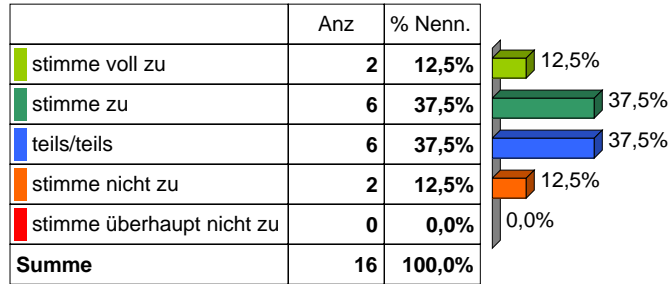 Anz % Nenn.
stimme voll zu 2 12,5% 12,5%
stimme zu 6 37,5% 37,5%
teils/teils 6 37,5% 37,5%
stimme nicht zu 2 12,5% 12,5%
stimme überhaupt nicht zu 0 0,0% 0,0%
Summe 16 100,0%